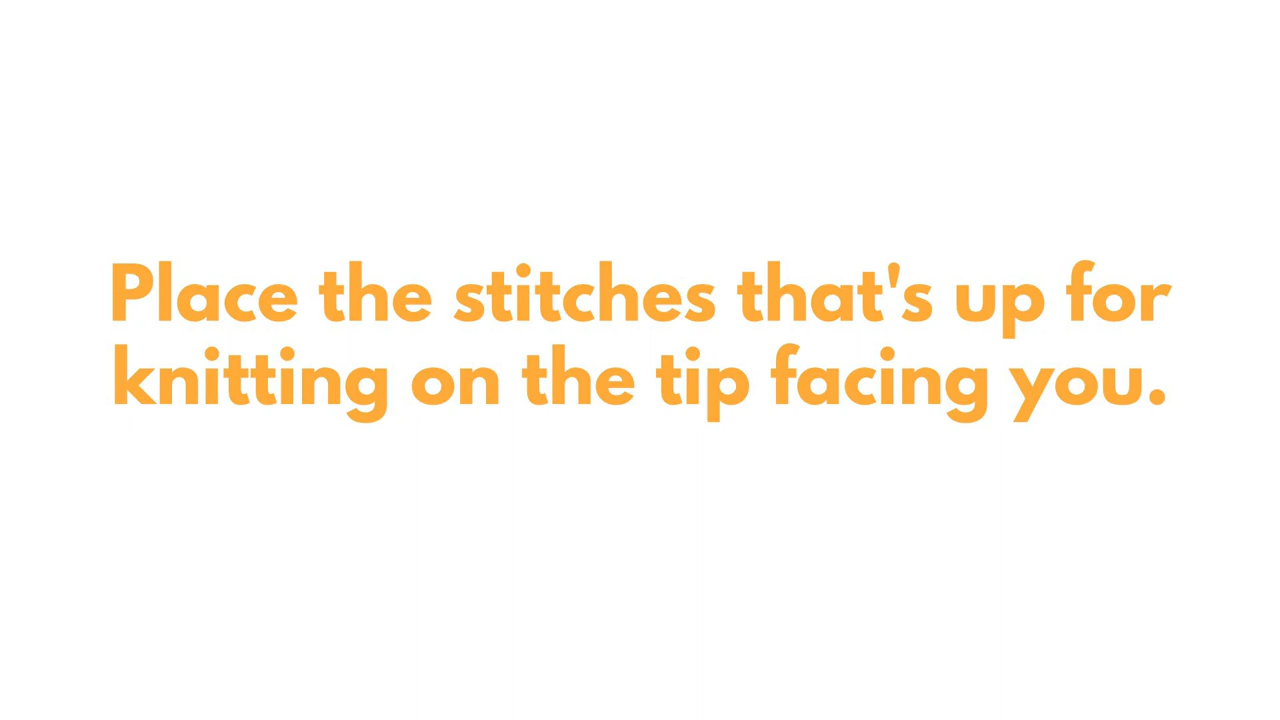 Place the stitches that's up for
knitting on the tip facing you.